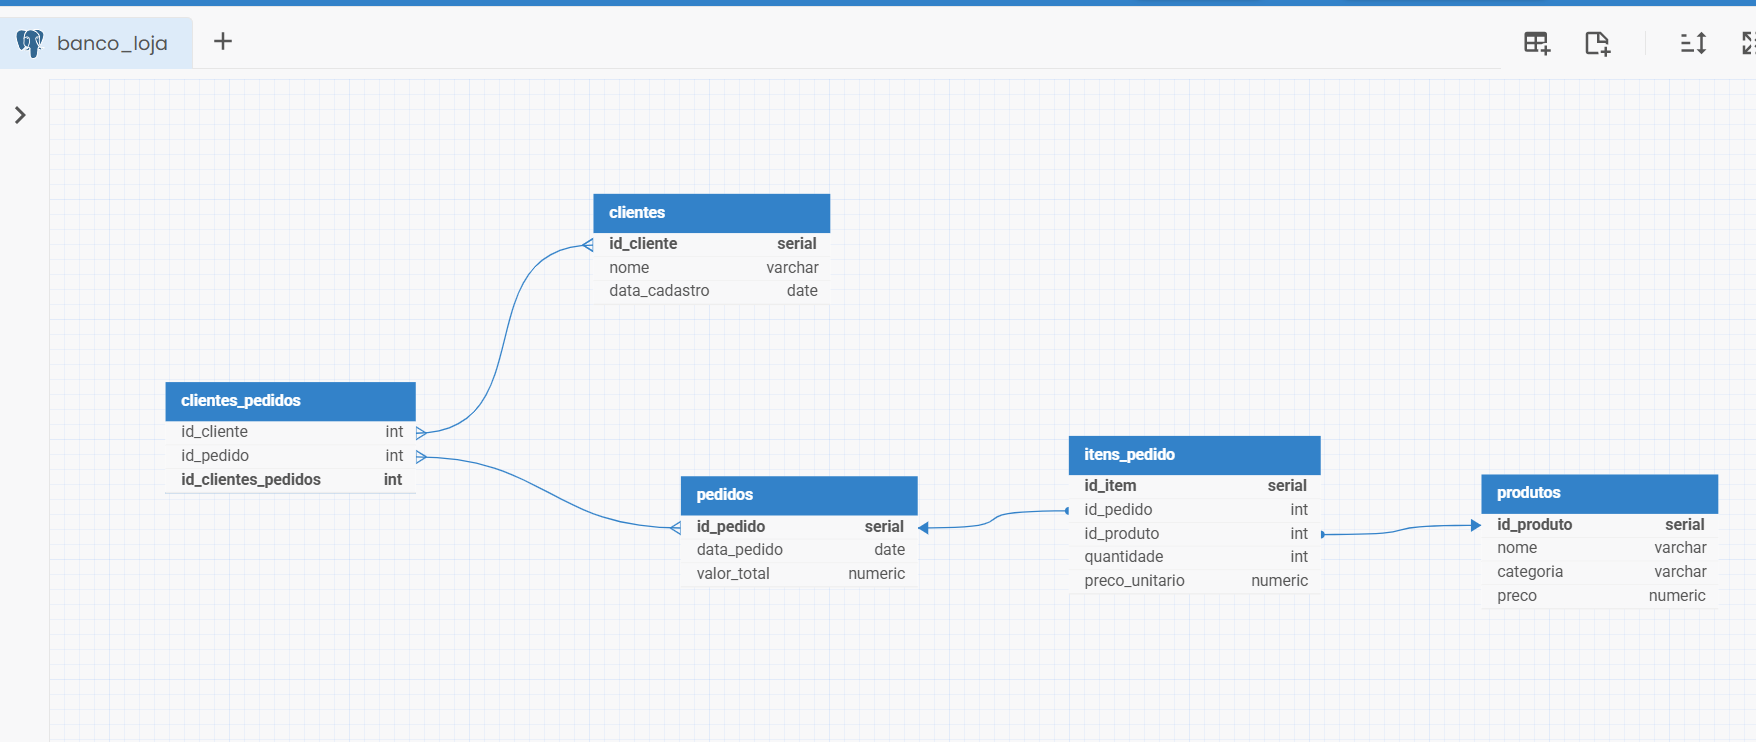 banco_loja
clientes
id_cliente serial
nome varchar
data_cadastro date
clientes_pedidos
id_cliente int
id_pedido int
id_clientes_pedidos int
pedidos
id_pedido serial
data_pedido date
valor_total numeric
itens_pedido
id_item serial
id_pedido int
id_produto int
quantidade int
preco_unitario numeric
produtos
id_produto serial
nome varchar
categoria varchar
preco numeric